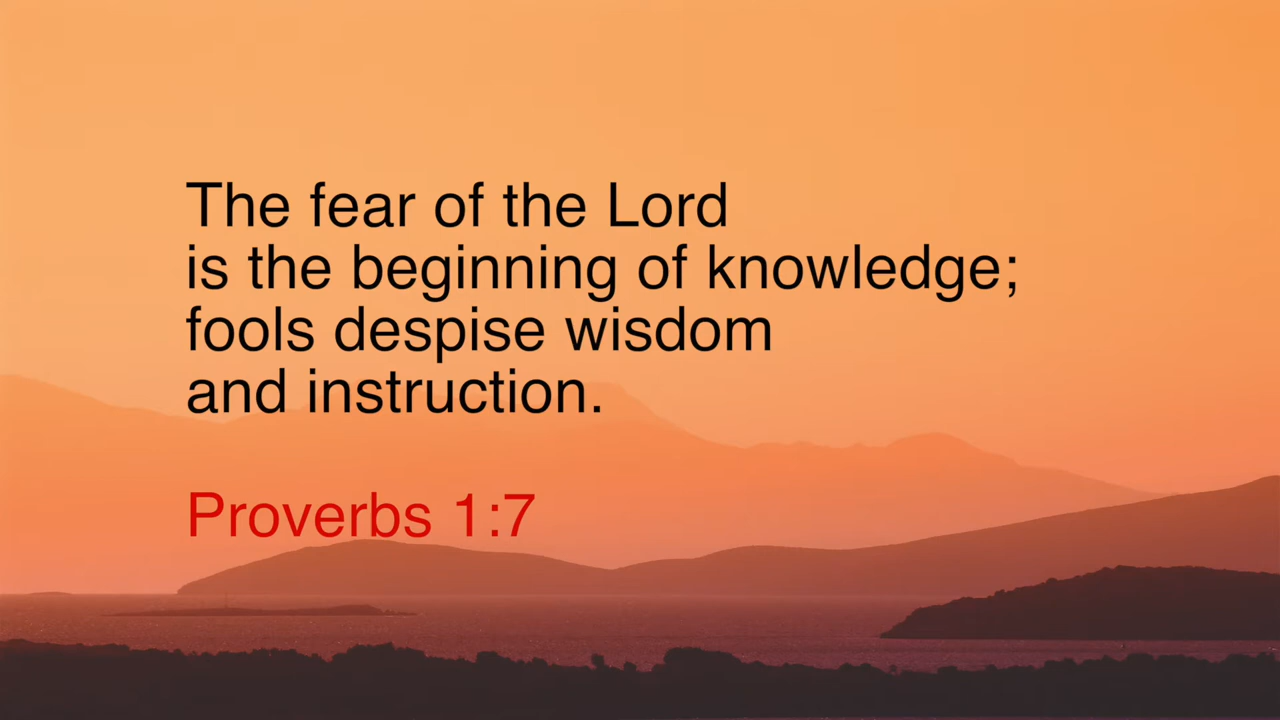 The fear of the Lord
is the beginning of knowledge;
fools despise wisdom
and instruction.
Proverbs 1:7